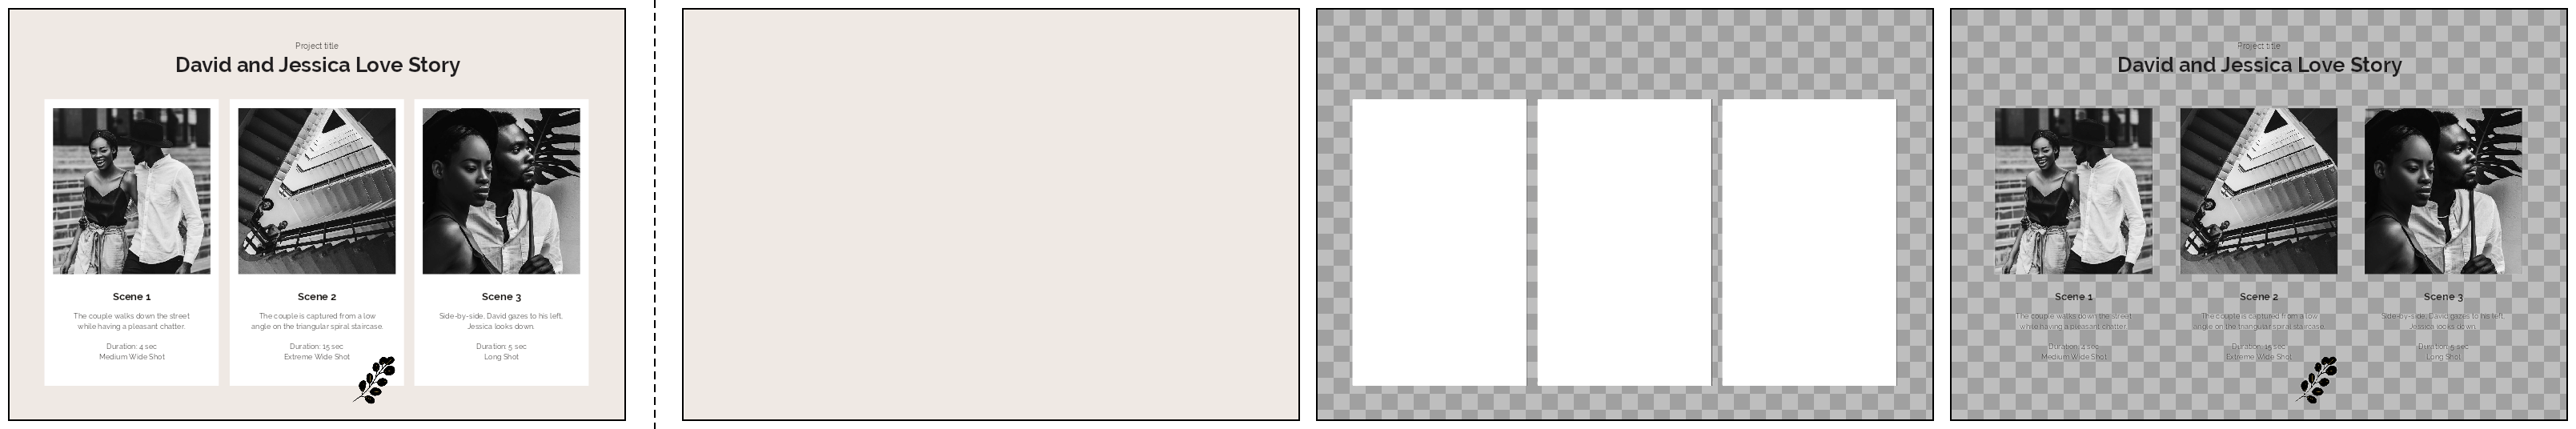 Project title
David and Jessica Love Story
Scene 1
The couple walks down the street
while having a pleasant chatter.
Duration: 4 sec
Medium Wide Shot
Scene 2
The couple is captured from a low
angle on the triangular spiral staircase.
Duration: 15 sec
Extreme Wide Shot
Scene 3
Side-by-side, David gazes to his left,
Jessica looks down.
Duration: 5 sec
Long Shot
Project title
David and Jessica Love Story
Scene 1
The couple walks down the street
while having a pleasant chatter.
Duration: 4 sec
Medium Wide Shot
Scene 2
The couple is captured from a low
angle on the triangular spiral staircase.
Duration: 15 sec
Extreme Wide Shot
Scene 3
Side-by-side, David gazes to his left,
Jessica looks down.
Duration: 5 sec
Long Shot